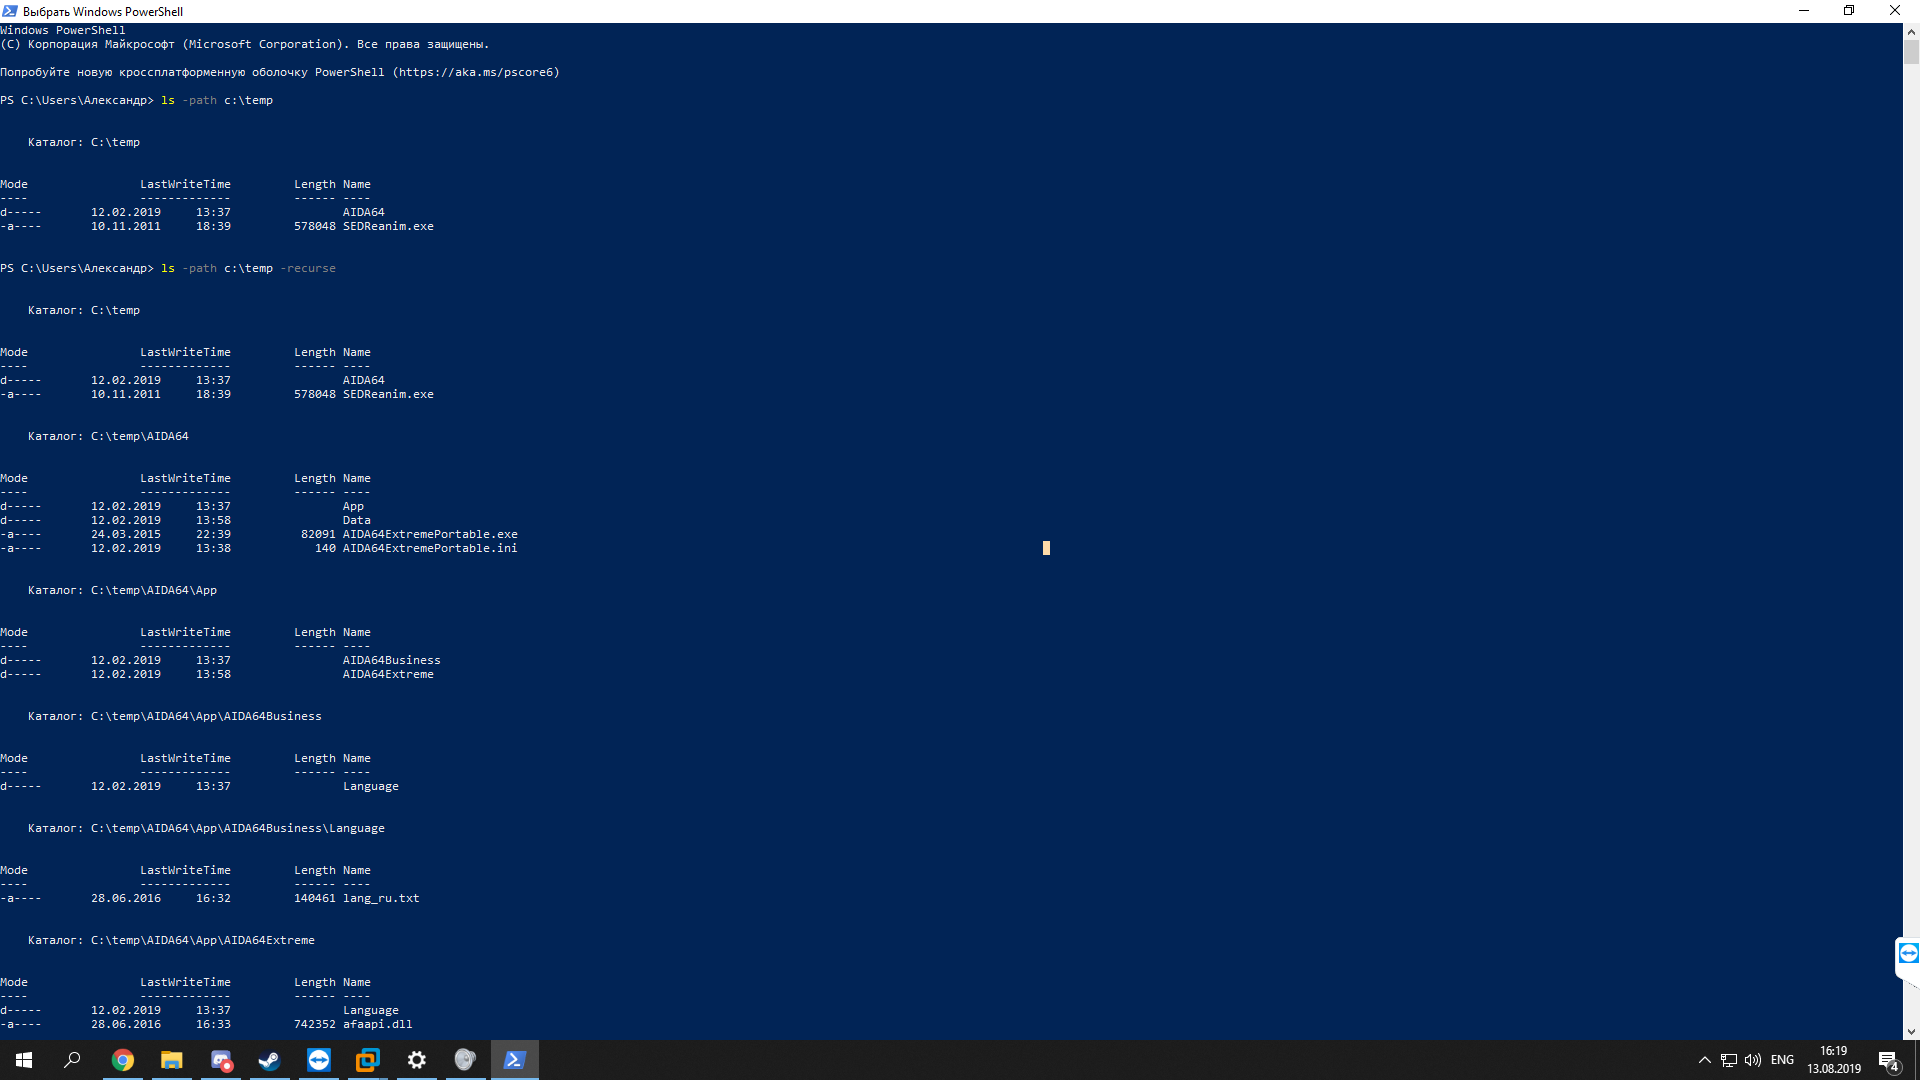 Выбрать Windows PowerShell
Windows PowerShell
(C) Корпорация Майкрософт (Microsoft Corporation). Все права защищены.
Попробуйте новую кроссплатформенную оболочку PowerShell (https://aka.ms/pscore6)
PS C:\Users\Александр> ls -path c:\temp
Каталог: C:\temp
Mode LastWriteTime Length Name
---- ------------- ------ ----
d----- 12.02.2019 13:37 AIDA64
-a---- 10.11.2011 18:39 578048 SEDReanim.exe
PS C:\Users\Александр> ls -path c:\temp -recurse
Каталог: C:\temp
Mode LastWriteTime Length Name
---- ------------- ------ ----
d----- 12.02.2019 13:37 AIDA64
-a---- 10.11.2011 18:39 578048 SEDReanim.exe
Каталог: C:\temp\AIDA64
Mode LastWriteTime Length Name
---- ------------- ------ ----
d----- 12.02.2019 13:37 App
d----- 12.02.2019 13:58 Data
-a---- 24.03.2015 22:39 82091 AIDA64ExtremePortable.exe
-a---- 12.02.2019 13:38 140 AIDA64ExtremePortable.ini
Каталог: C:\temp\AIDA64\App
Mode LastWriteTime Length Name
---- ------------- ------ ----
d----- 12.02.2019 13:37 AIDA64Business
d----- 12.02.2019 13:58 AIDA64Extreme
Каталог: C:\temp\AIDA64\App\AIDA64Business
Mode LastWriteTime Length Name
---- ------------- ------ ----
d----- 12.02.2019 13:37 Language
Каталог: C:\temp\AIDA64\App\AIDA64Business\Language
Mode LastWriteTime Length Name
---- ------------- ------ ----
-a---- 28.06.2016 16:32 140461 lang_ru.txt
Каталог: C:\temp\AIDA64\App\AIDA64Extreme
Mode LastWriteTime Length Name
---- ------------- ------ ----
d----- 12.02.2019 13:37 Language
-a---- 28.06.2016 16:33 742352 afaapi.dll
ENG
16:19
13.08.2019
4